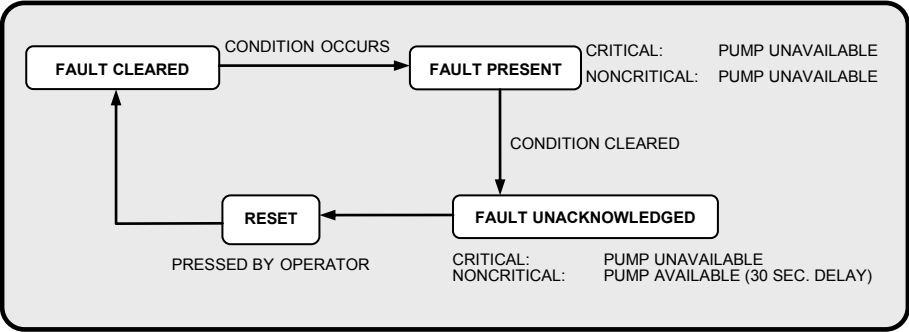 CONDITION OCCURS
FAULT CLEARED
FAULT PRESENT
CRITICAL: PUMP UNAVAILABLE
NONCRITICAL: PUMP UNAVAILABLE
CONDITION CLEARED
RESET
FAULT UNACKNOWLEDGED
PRESSED BY OPERATOR
CRITICAL: PUMP UNAVAILABLE
NONCRITICAL: PUMP AVAILABLE (30 SEC. DELAY)